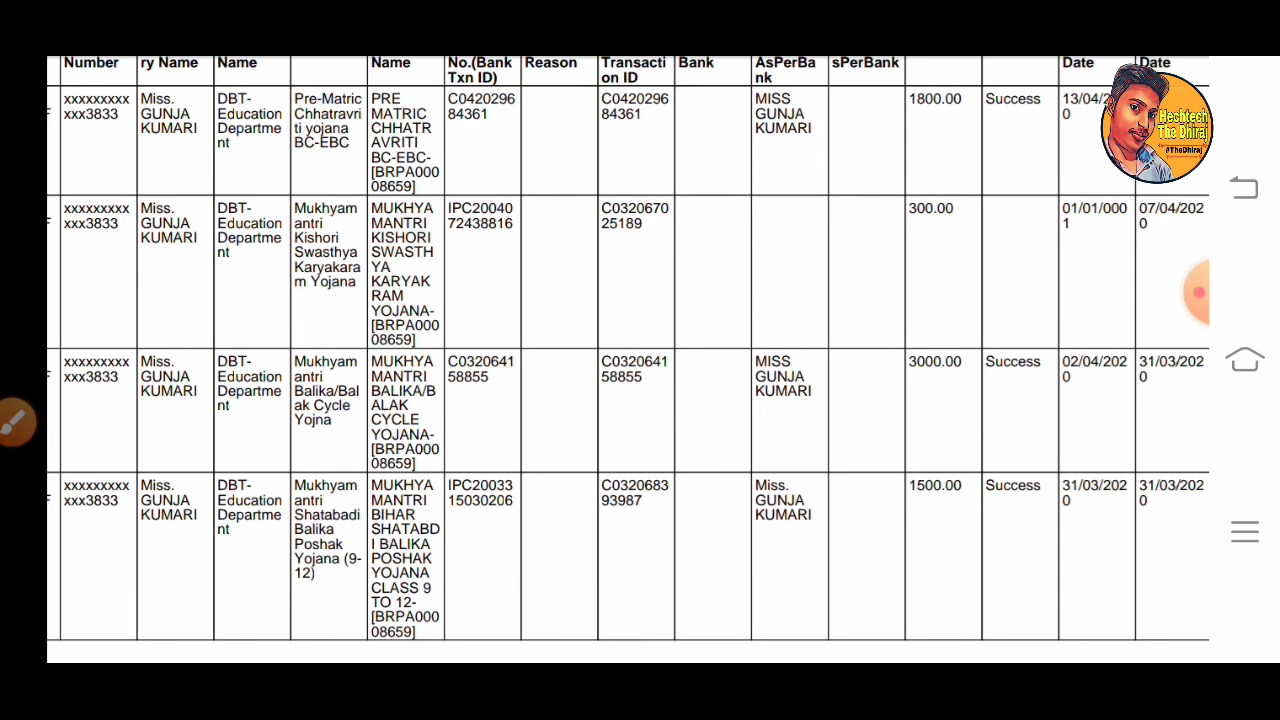 Number
ry Name
Name
Name
No.(Bank
Txn ID)
Reason
Transacti
on ID
Bank
AsPerBa
nk
sPerBank
Date
Date
xxxxxxxxx
xxx3833
Miss.
GUNJA
KUMARI
DBT-
Education
Departme
nt
Pre-Matric
Chhatravri
ti yojana
BC-EBC
PRE
MATRIC
CHHATR
AVRITI
BC-EBC-
[BRPA000
08659]
C0420296
84361
C0420296
84361
MISS
GUNJA
KUMARI
1800.00
Success
13/04/2
0
Hechtech
The Dhiraj
#TheDhiraj
xxxxxxxxx
xxx3833
Miss.
GUNJA
KUMARI
DBT-
Education
Departme
nt
Mukhyam
antri
Kishori
Swasthya
Karyakara
m Yojana
MUKHYA
MANTRI
KISHORI
SWASTH
YA
KARYAK
RAM
YOJANA-
[BRPA000
08659]
IPC20040
72438816
C0320670
25189
300.00
01/01/000
1
07/04/202
0
xxxxxxxxx
xxx3833
Miss.
GUNJA
KUMARI
DBT-
Education
Departme
nt
Mukhyam
antri
Balika/Bal
ak Cycle
Yojna
MUKHYA
MANTRI
BALIKA/B
ALAK
CYCLE
YOJANA-
[BRPA000
08659]
C0320641
58855
C0320641
58855
MISS
GUNJA
KUMARI
3000.00
Success
02/04/202
0
31/03/202
0
xxxxxxxxx
xxx3833
Miss.
GUNJA
KUMARI
DBT-
Education
Departme
nt
Mukhyam
antri
Shatabadi
Balika
Poshak
Yojana (9-
12)
MUKHYA
MANTRI
BIHAR
SHATABD
I BALIKA
POSHAK
YOJANA
CLASS 9
TO 12-
[BRPA000
08659]
IPC20033
15030206
C0320683
93987
Miss.
GUNJA
KUMARI
1500.00
Success
31/03/202
0
31/03/202
0